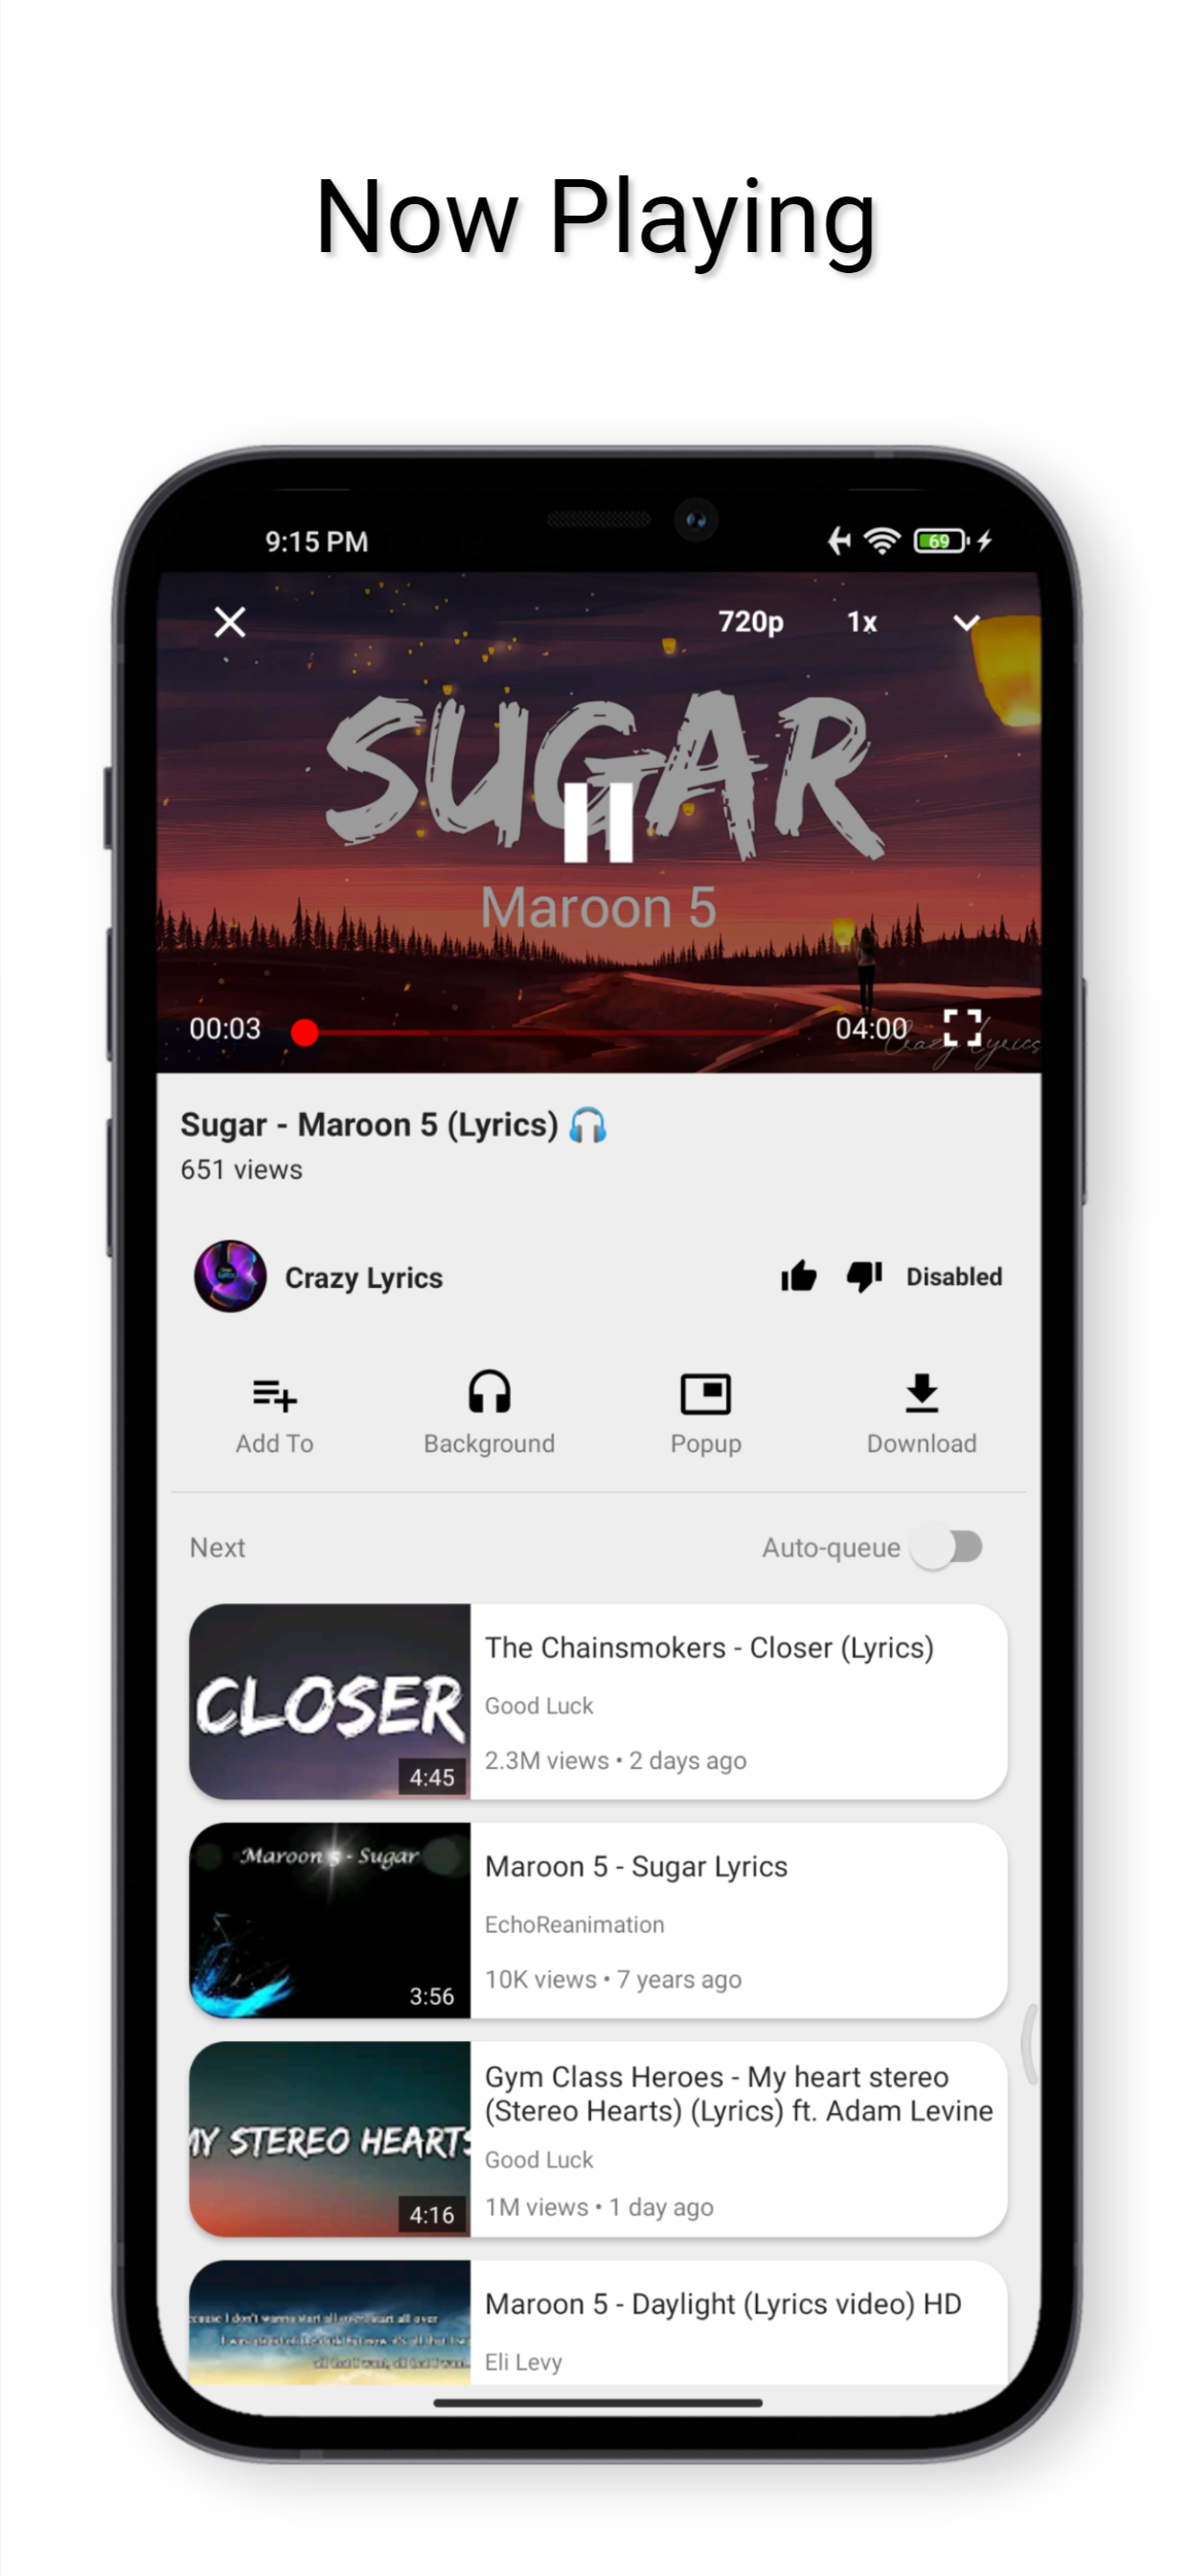 Now Playing
9:15 PM
69
720p 1x
SUGAR
Maroon 5
00:03 04:00
Crazy Lyrics
Sugar - Maroon 5 (Lyrics) 🎧
651 views
Crazy Lyrics Disabled
Add To Background Popup Download
Next Auto-queue
CLOSER
4:45
The Chainsmokers - Closer (Lyrics)
Good Luck
2.3M views • 2 days ago
Maroon 5 - Sugar
3:56
Maroon 5 - Sugar Lyrics
EchoReanimation
10K views • 7 years ago
MY STEREO HEARTS
4:16
Gym Class Heroes - My heart stereo
(Stereo Hearts) (Lyrics) ft. Adam Levine
Good Luck
1M views • 1 day ago
I don't wanna start all over
Maroon 5 - Daylight (Lyrics video) HD
Eli Levy